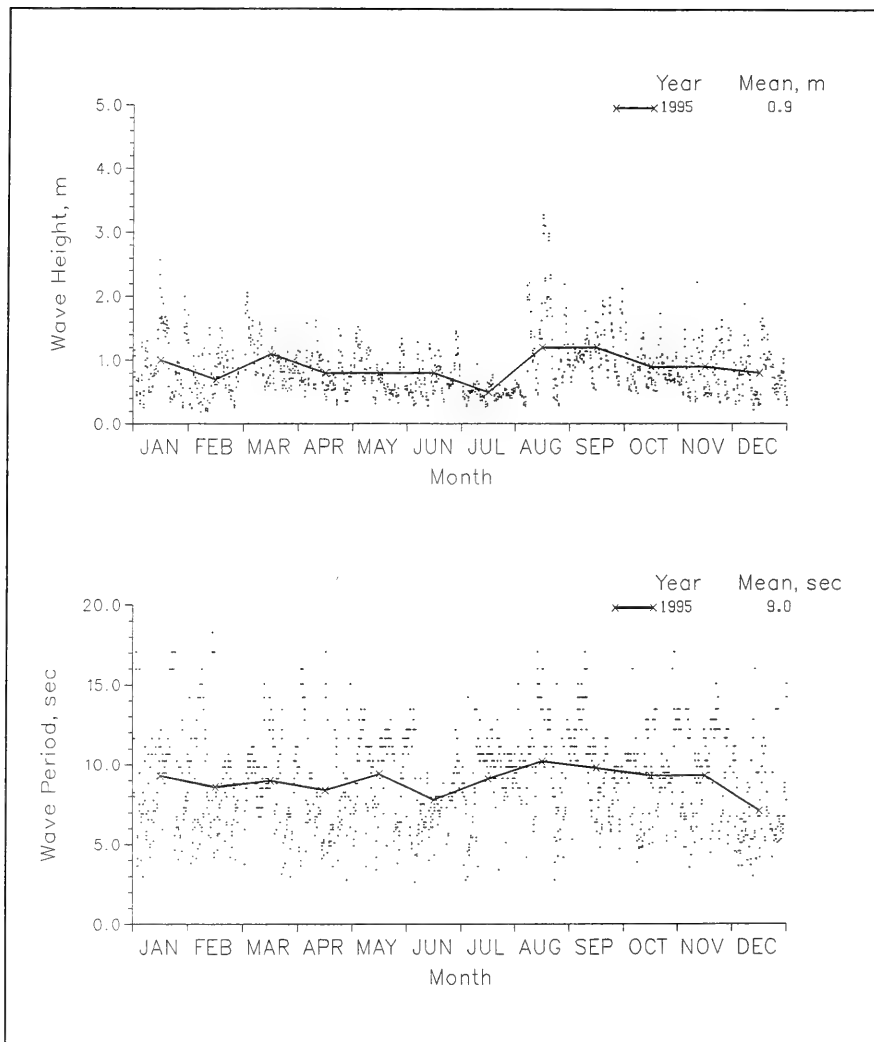 Year Mean, m
1995 0.9
5.0
4.0
3.0
2.0
1.0
0.0
Wave Height, m
JAN FEB MAR APR MAY JUN JUL AUG SEP OCT NOV DEC
Month
Year Mean, sec
1995 9.0
20.0
15.0
10.0
5.0
0.0
Wave Period, sec
JAN FEB MAR APR MAY JUN JUL AUG SEP OCT NOV DEC
Month